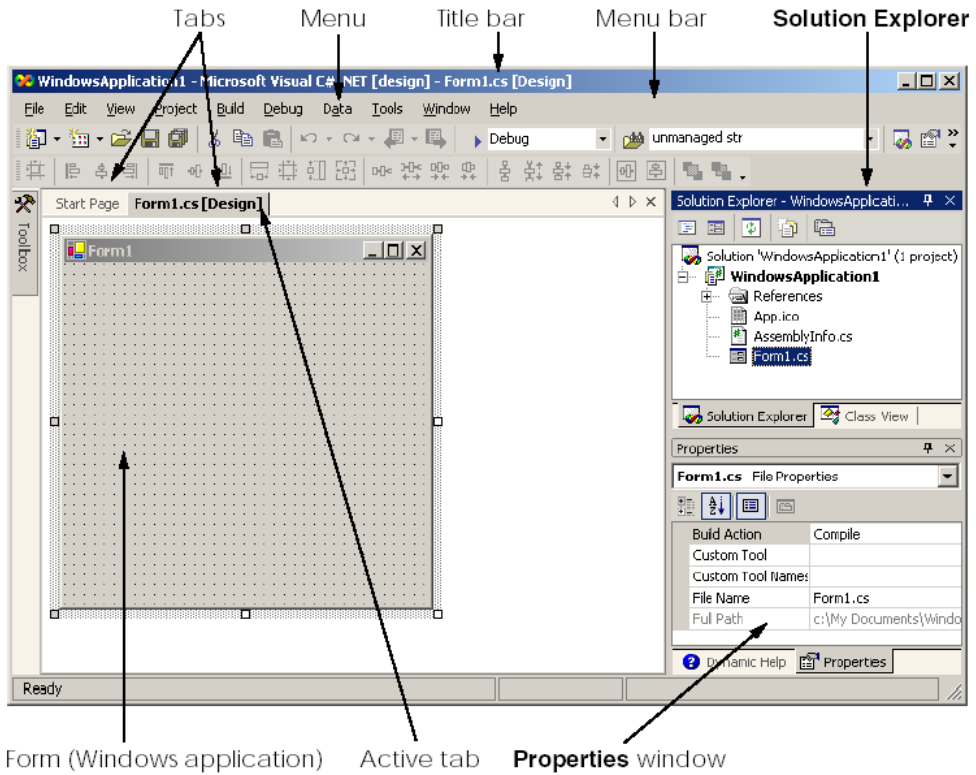 Tabs Menu Title bar Menu bar Solution Explorer
WindowsApplication1 - Microsoft Visual C# .NET [design] - Form1.cs [Design]
File Edit View Project Build Debug Data Tools Window Help
Debug unmanaged str
Toolbox
Start Page Form1.cs [Design]
Form1
Solution Explorer - WindowsApplicati...
Solution 'WindowsApplication1' (1 project)
WindowsApplication1
References
App.ico
AssemblyInfo.cs
Form1.cs
Solution Explorer Class View
Properties
Form1.cs File Properties
Build Action Compile
Custom Tool
Custom Tool Names
File Name Form1.cs
Full Path c:\My Documents\Windo
Dynamic Help Properties
Ready
Form (Windows application) Active tab Properties window